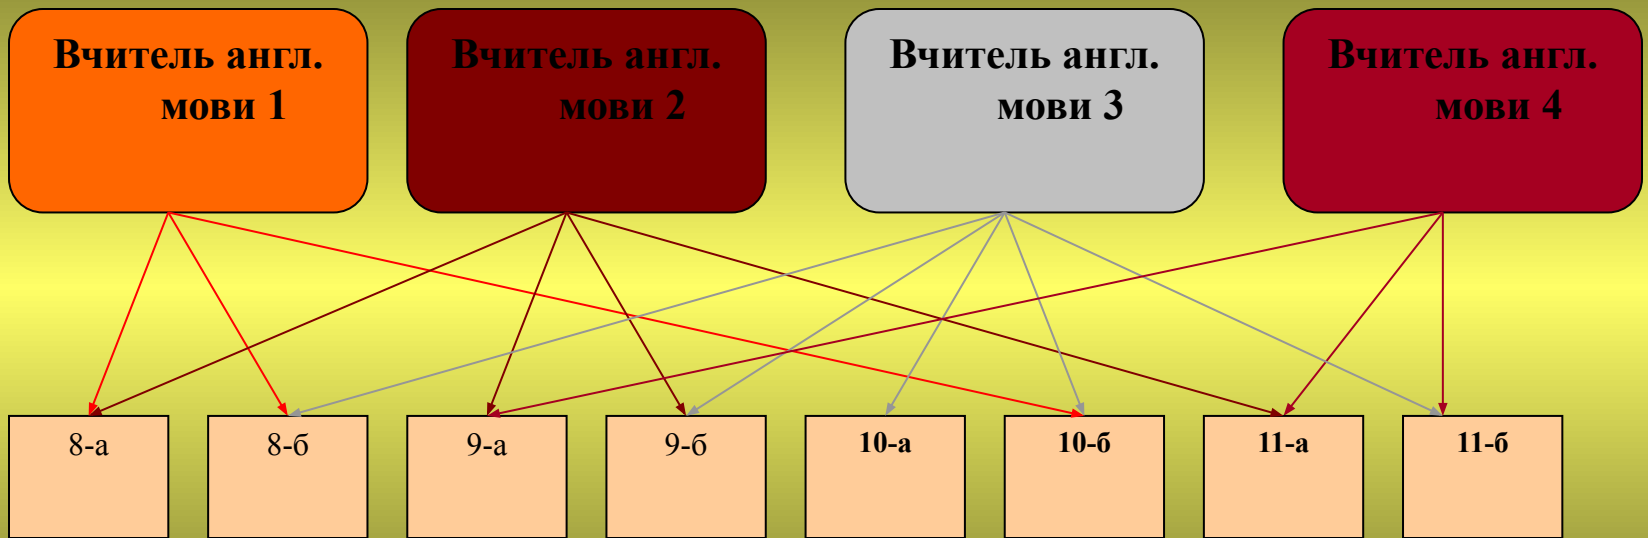 Вчитель англ.
мови 1
Вчитель англ.
мови 2
Вчитель англ.
мови 3
Вчитель англ.
мови 4
8-а
8-б
9-а
9-б
10-а
10-б
11-а
11-б